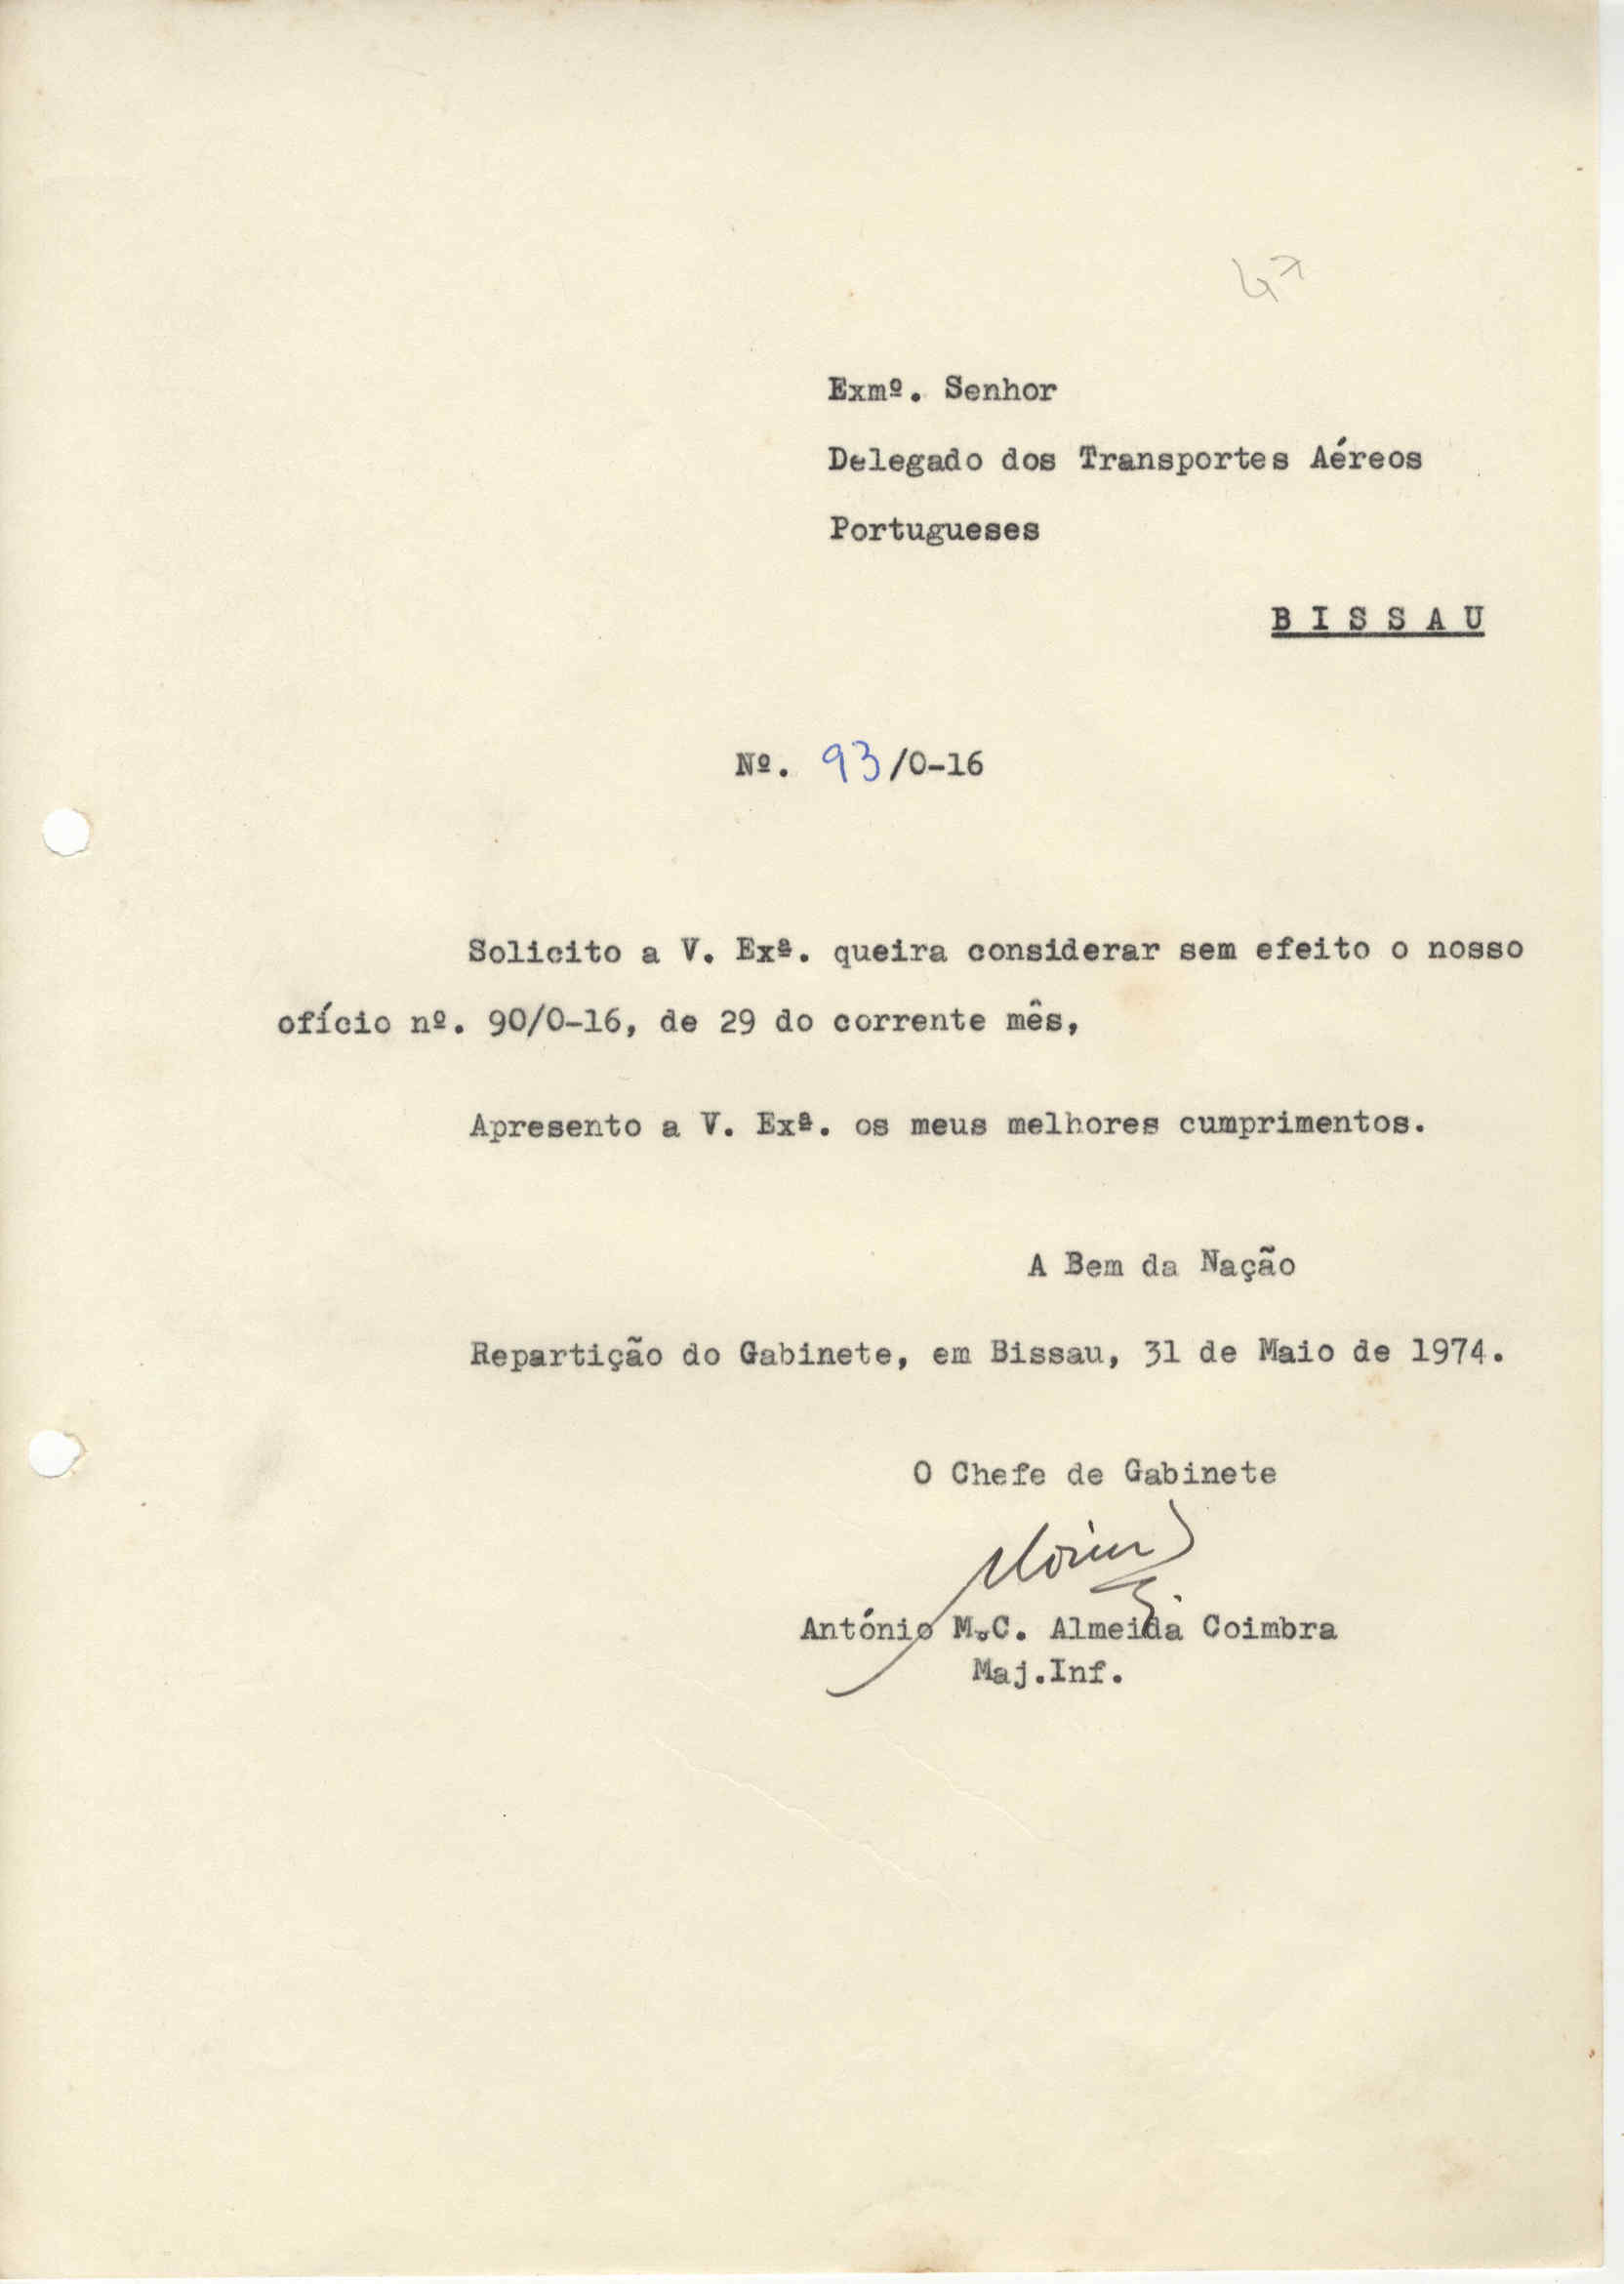 47
Exmº. Senhor
Delegado dos Transportes Aéreos
Portugueses
B I S S A U
Nº. 93/0-16
Solicito a V. Exª. queira considerar sem efeito o nosso
ofício nº. 90/0-16, de 29 do corrente mês,
Apresento a V. Exª. os meus melhores cumprimentos.
A Bem da Nação
Repartição do Gabinete, em Bissau, 31 de Maio de 1974.
O Chefe de Gabinete
António M.C. Almeida Coimbra
Maj.Inf.